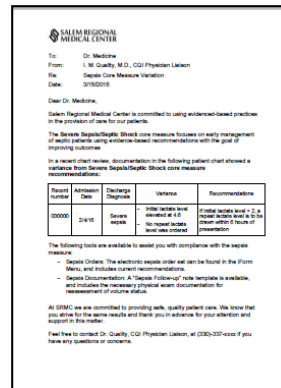 SALEM REGIONAL
MEDICAL CENTER
To: Dr. Medicine
From: I. M. Quality, M.D., CQI Physician Liaison
Re: Sepsis Core Measure Variation
Date: 3/15/2016
Dear Dr. Medicine,
Salem Regional Medical Center is committed to using evidenced-based practices
in the provision of care for our patients.
The Severe Sepsis/Septic Shock core measure focuses on early management
of septic patients using evidence-based recommendations with the goal of
improving outcomes
In a recent chart review, documentation in the following patient chart showed a
variance from Severe Sepsis/Septic Shock core measure
recommendations:
Record number Admission Date Discharge Diagnosis Variance Recommendations
000000 2/4/16 Severe sepsis – Initial lactate level elevated at 4.6 – No repeat lactate level was ordered If initial lactate level > 2, a repeat lactate level is to be drawn within 6 hours of presentation
The following tools are available to assist you with compliance with the sepsis
measure:
– Sepsis Orders: The electronic sepsis order set can be found in the iForm
Menu, and includes current recommendations.
– Sepsis Documentation: A "Sepsis Follow-up" note template is available,
and includes the necessary physical exam documentation for
reassessment of volume status.
At SRMC we are committed to providing safe, quality patient care. We know that
you strive for the same results and thank you in advance for your attention and
support in this matter.
Feel free to contact Dr. Quality, CQI Physician Liaison, at (330)-337-xxxx if you
have any questions or concerns.